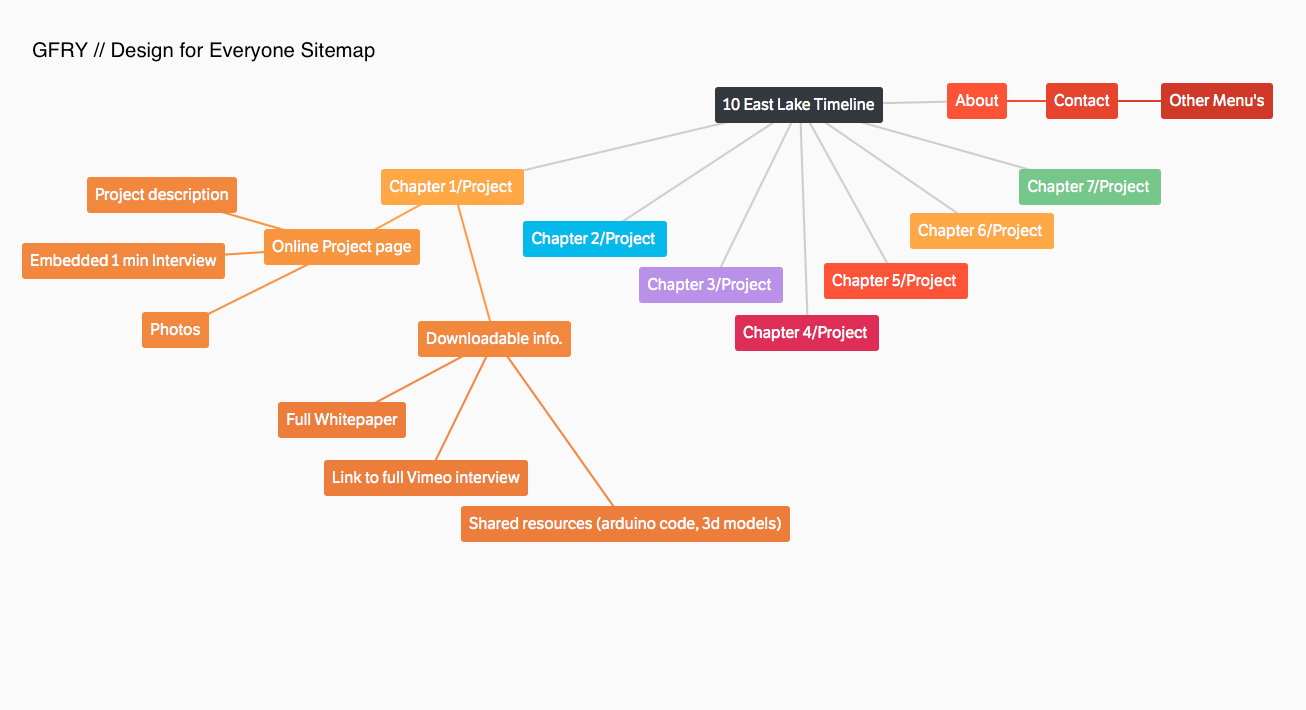 GFRY // Design for Everyone Sitemap
10 East Lake Timeline
About
Contact
Other Menu's
Chapter 1/Project
Chapter 7/Project
Project description
Chapter 6/Project
Chapter 2/Project
Online Project page
Embedded 1 min Interview
Chapter 5/Project
Chapter 3/Project
Photos
Chapter 4/Project
Downloadable info.
Full Whitepaper
Link to full Vimeo interview
Shared resources (arduino code, 3d models)